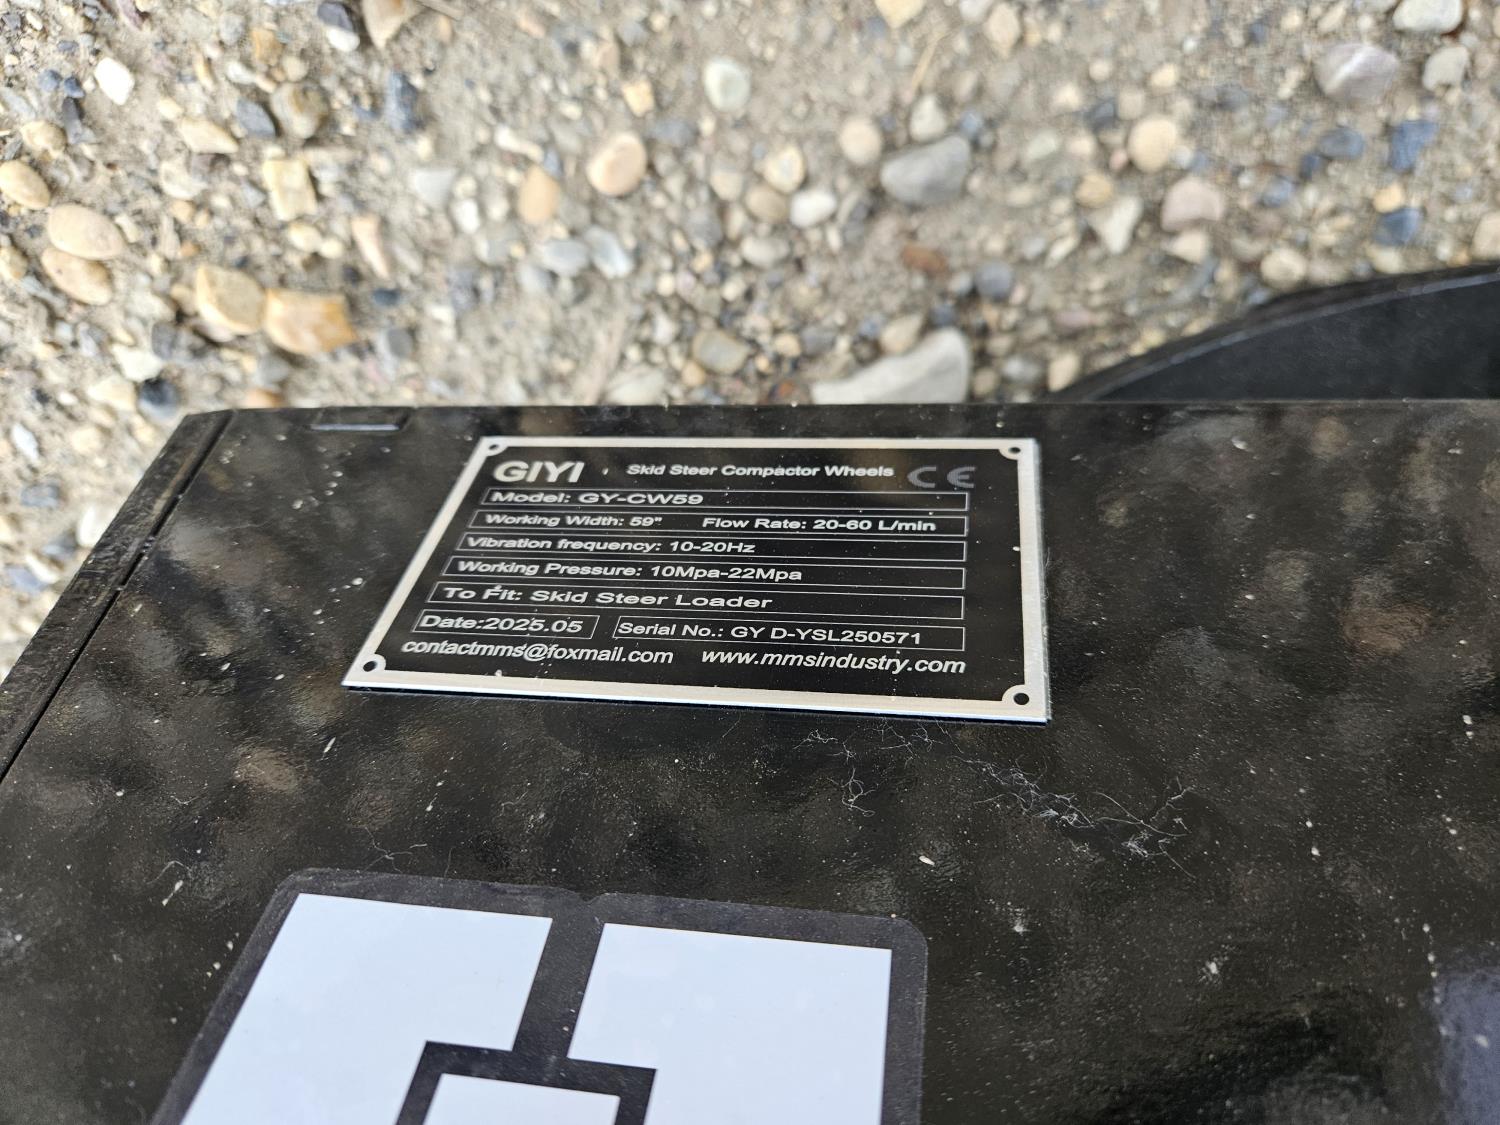 GIYI Skid Steer Compactor Wheels CE
Model: GY-CW59
Working Width: 59" Flow Rate: 20-60 L/min
Vibration frequency: 10-20Hz
Working Pressure: 10Mpa-22Mpa
To Fit: Skid Steer Loader
Date:2025.05 Serial No.: GY D-YSL250571
contactmms@foxmail.com www.mmsindustry.com